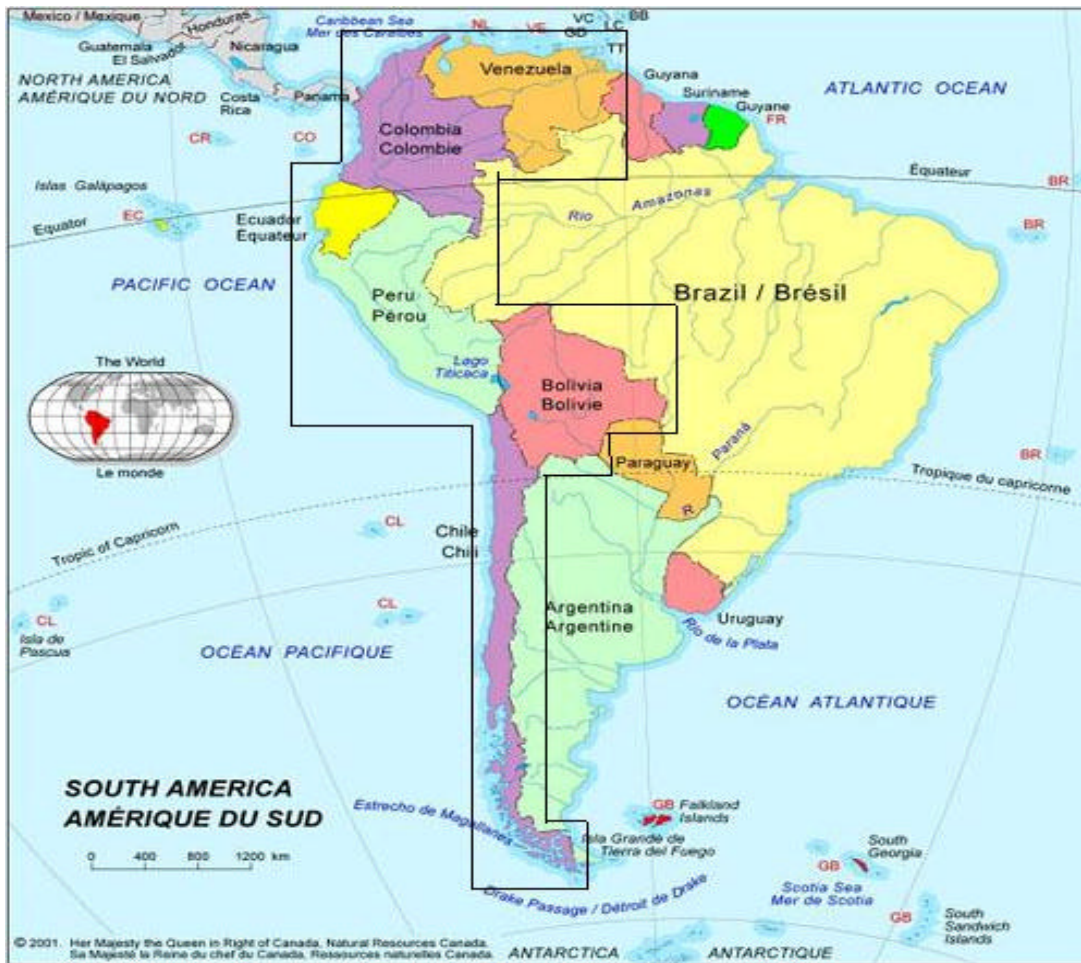 Mexico / Mexique
Honduras
Guatemala
El Salvador
Nicaragua
Costa
Rica
Panama
NORTH AMERICA
AMÉRIQUE DU NORD
Caribbean Sea
Mer des Caraïbes
NL
VE
VC
GD
LC
BB
TT
Venezuela
Guyana
Suriname
Guyane
FR
ATLANTIC OCEAN
Colombia
Colombie
CR
CO
Islas Galápagos
EC
Equator
Équateur
BR
BR
Ecuador
Équateur
Rio Amazonas
PACIFIC OCEAN
Peru
Pérou
Brazil / Brésil
The World
Le monde
Lago
Titicaca
Bolivia
Bolivie
Paraguay
Paraná
R
BR
Tropique du capricorne
Tropic of Capricorn
CL
Chile
Chili
CL
Isla de
Pascua
CL
Argentina
Argentine
Uruguay
Río de la Plata
OCÉAN PACIFIQUE
OCÉAN ATLANTIQUE
SOUTH AMERICA
AMÉRIQUE DU SUD
0 400 800 1200 km
Estrecho de Magallanes
GB
Falkland
Islands
Isla Grande de
Tierra del Fuego
Drake Passage / Détroit de Drake
South
Georgia
GB
Scotia Sea
Mer de Scotia
GB
South
Sandwich
Islands
© 2001. Her Majesty the Queen in Right of Canada, Natural Resources Canada.
Sa Majesté la Reine du chef du Canada, Ressources naturelles Canada.
ANTARCTICA
ANTARCTIQUE